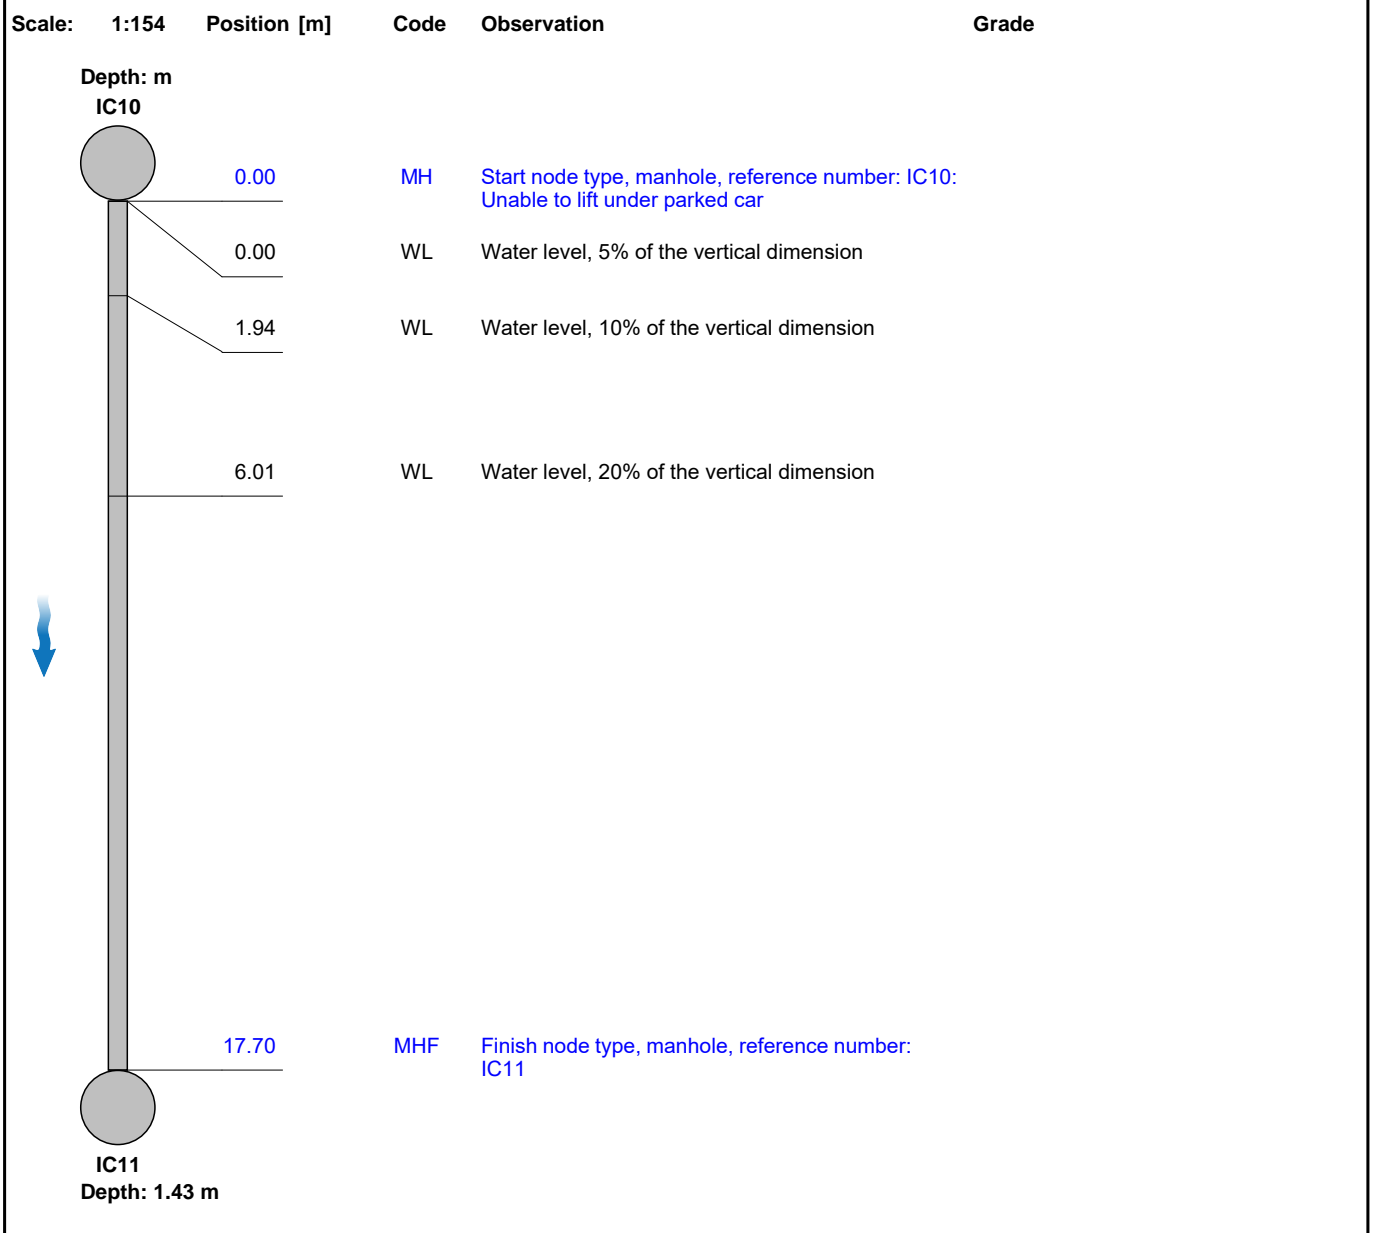 Scale: 1:154 Position [m] Code Observation Grade
Depth: m
IC10
0.00 MH Start node type, manhole, reference number: IC10:
Unable to lift under parked car
0.00 WL Water level, 5% of the vertical dimension
1.94 WL Water level, 10% of the vertical dimension
6.01 WL Water level, 20% of the vertical dimension
17.70 MHF Finish node type, manhole, reference number:
IC11
IC11
Depth: 1.43 m